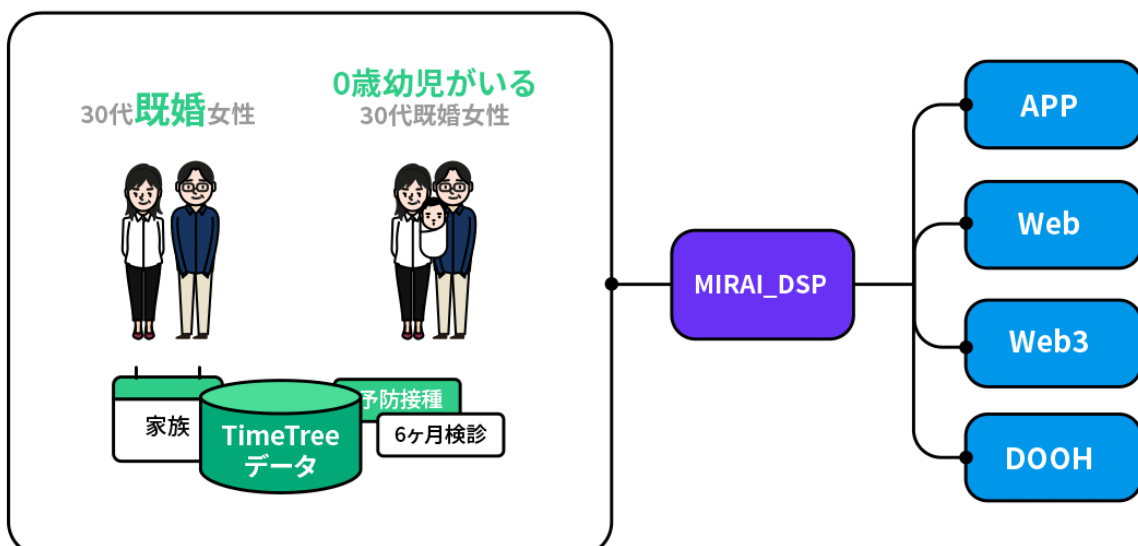 30代既婚女性
0歳幼児がいる
30代既婚女性
家族
TimeTree
データ
予防接種
6ヶ月検診
MIRAI_DSP
APP
Web
Web3
DOOH